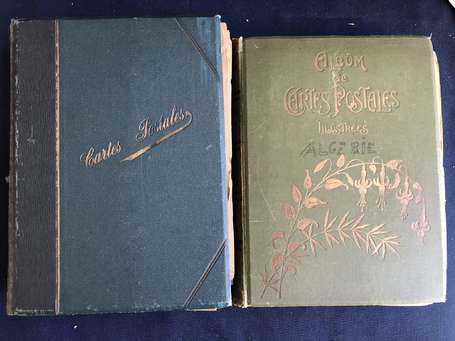 Cartes Postales
ALBUM
de
CARTES POSTALES
Illustrées
ALGERIE